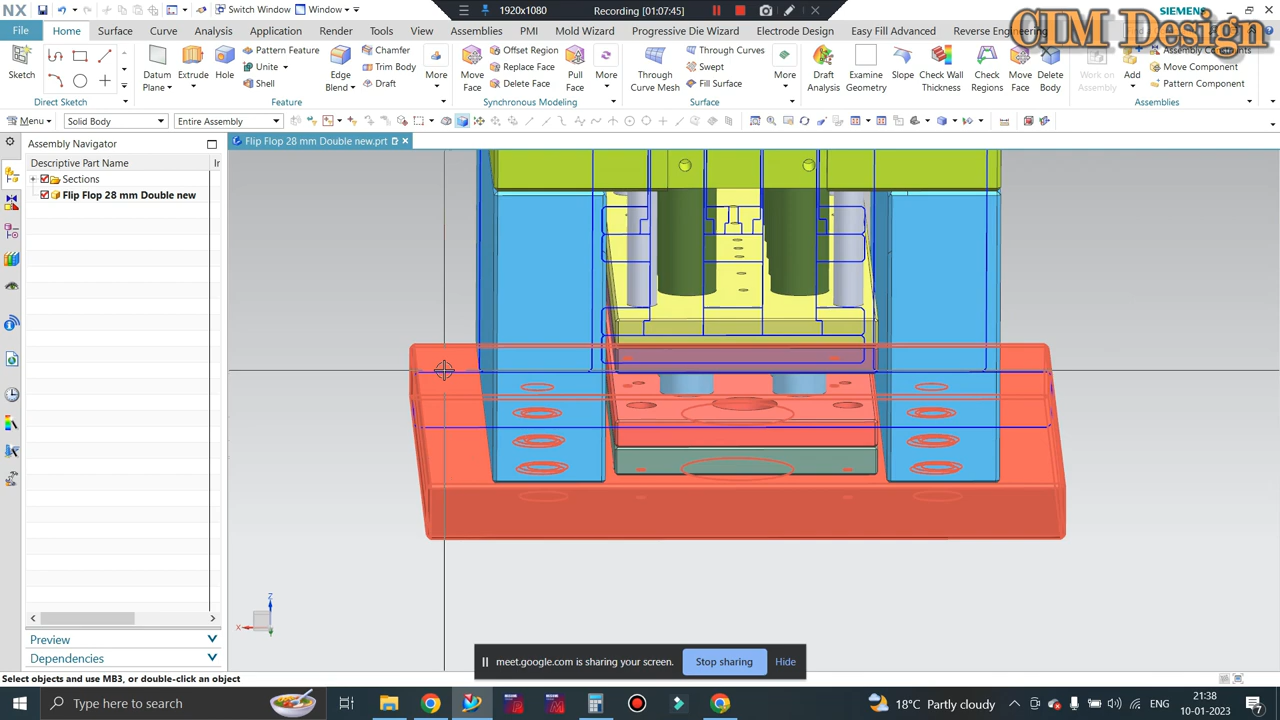 NX
Switch Window
Window
1920x1080
Recording [01:07:45]
SIEMENS
CIM Design
File
Home
Surface
Curve
Analysis
Application
Render
Tools
View
Assemblies
PMI
Mold Wizard
Progressive Die Wizard
Electrode Design
Easy Fill Advanced
Reverse Engineering
Sketch
Direct Sketch
Datum Plane
Extrude
Hole
Pattern Feature
Unite
Shell
Edge Blend
Chamfer
Trim Body
Draft
More
Feature
Move Face
Offset Region
Replace Face
Delete Face
Pull Face
More
Synchronous Modeling
Through Curve Mesh
Through Curves
Swept
Fill Surface
More
Surface
Draft Analysis
Examine Geometry
Slope
Check Wall Thickness
Check Regions
Move Face
Delete Body
Work on Assembly
Add
Assembly Constraints
Move Component
Pattern Component
Assemblies
Menu
Solid Body
Entire Assembly
Assembly Navigator
Flip Flop 28 mm Double new.prt
Descriptive Part Name
Ir
Sections
Flip Flop 28 mm Double new
Z
X
Preview
Dependencies
meet.google.com is sharing your screen.
Stop sharing
Hide
Select objects and use MB3, or double-click an object
Type here to search
18°C Partly cloudy
ENG
21:38
10-01-2023
7